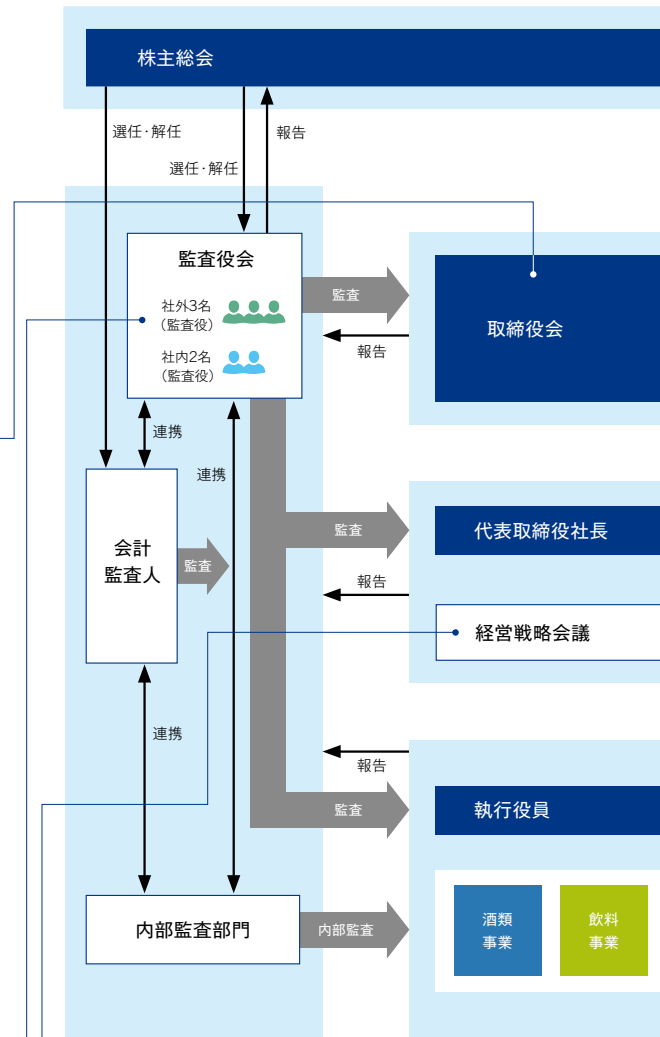 株主総会
選任・解任
選任・解任
報告
監査役会
社外3名
（監査役）
社内2名
（監査役）
監査
報告
取締役会
連携
連携
会計
監査人
監査
監査
代表取締役社長
報告
経営戦略会議
連携
報告
監査
執行役員
内部監査部門
内部監査
酒類
事業
飲料
事業